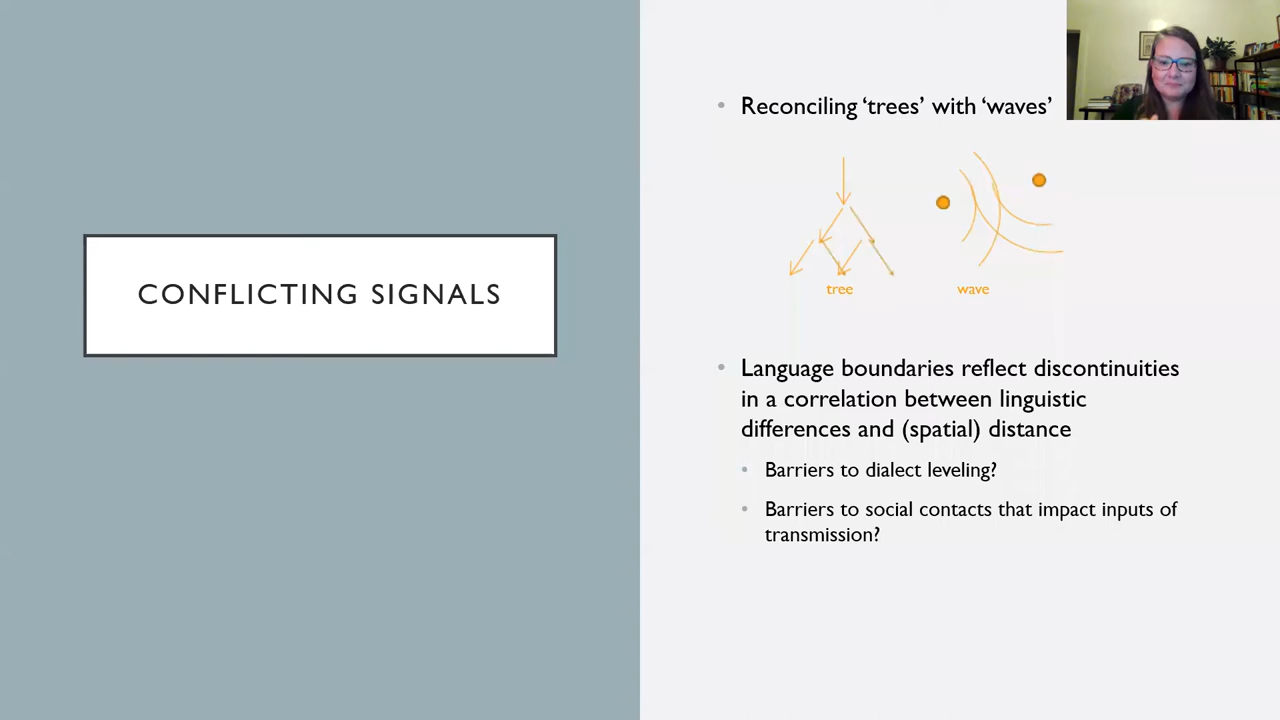 CONFLICTING SIGNALS
• Reconciling ‘trees’ with ‘waves’
tree
wave
• Language boundaries reflect discontinuities
in a correlation between linguistic
differences and (spatial) distance
• Barriers to dialect leveling?
• Barriers to social contacts that impact inputs of
transmission?